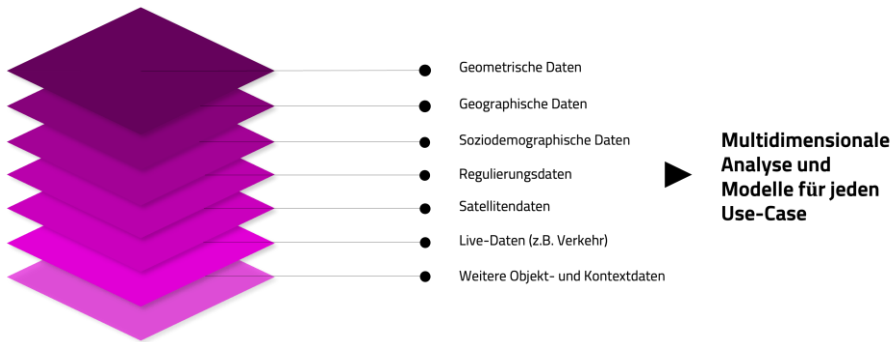 Geometrische Daten
Geographische Daten
Soziodemographische Daten
Regulierungsdaten
Satellitendaten
Live-Daten (z.B. Verkehr)
Weitere Objekt- und Kontextdaten
Multidimensionale
Analyse und
Modelle für jeden
Use-Case